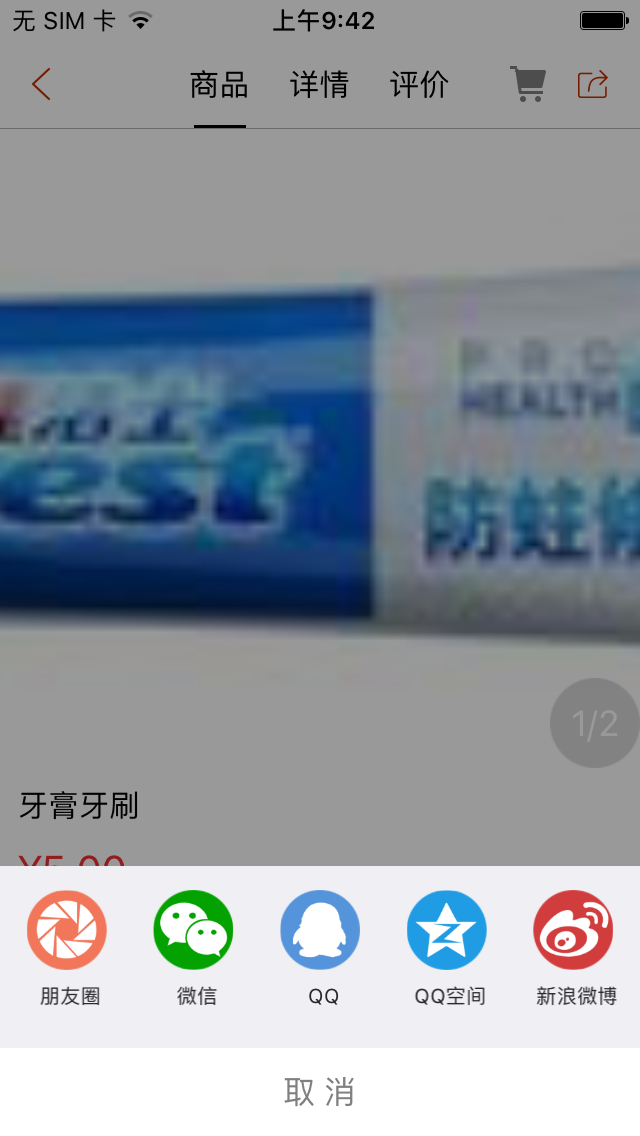 无 SIM 卡
上午9:42
商品 详情 评价
PRO
HEALTH
est
防蛀
1/2
牙膏牙刷
¥5.00
朋友圈 微信 QQ QQ空间 新浪微博
取 消